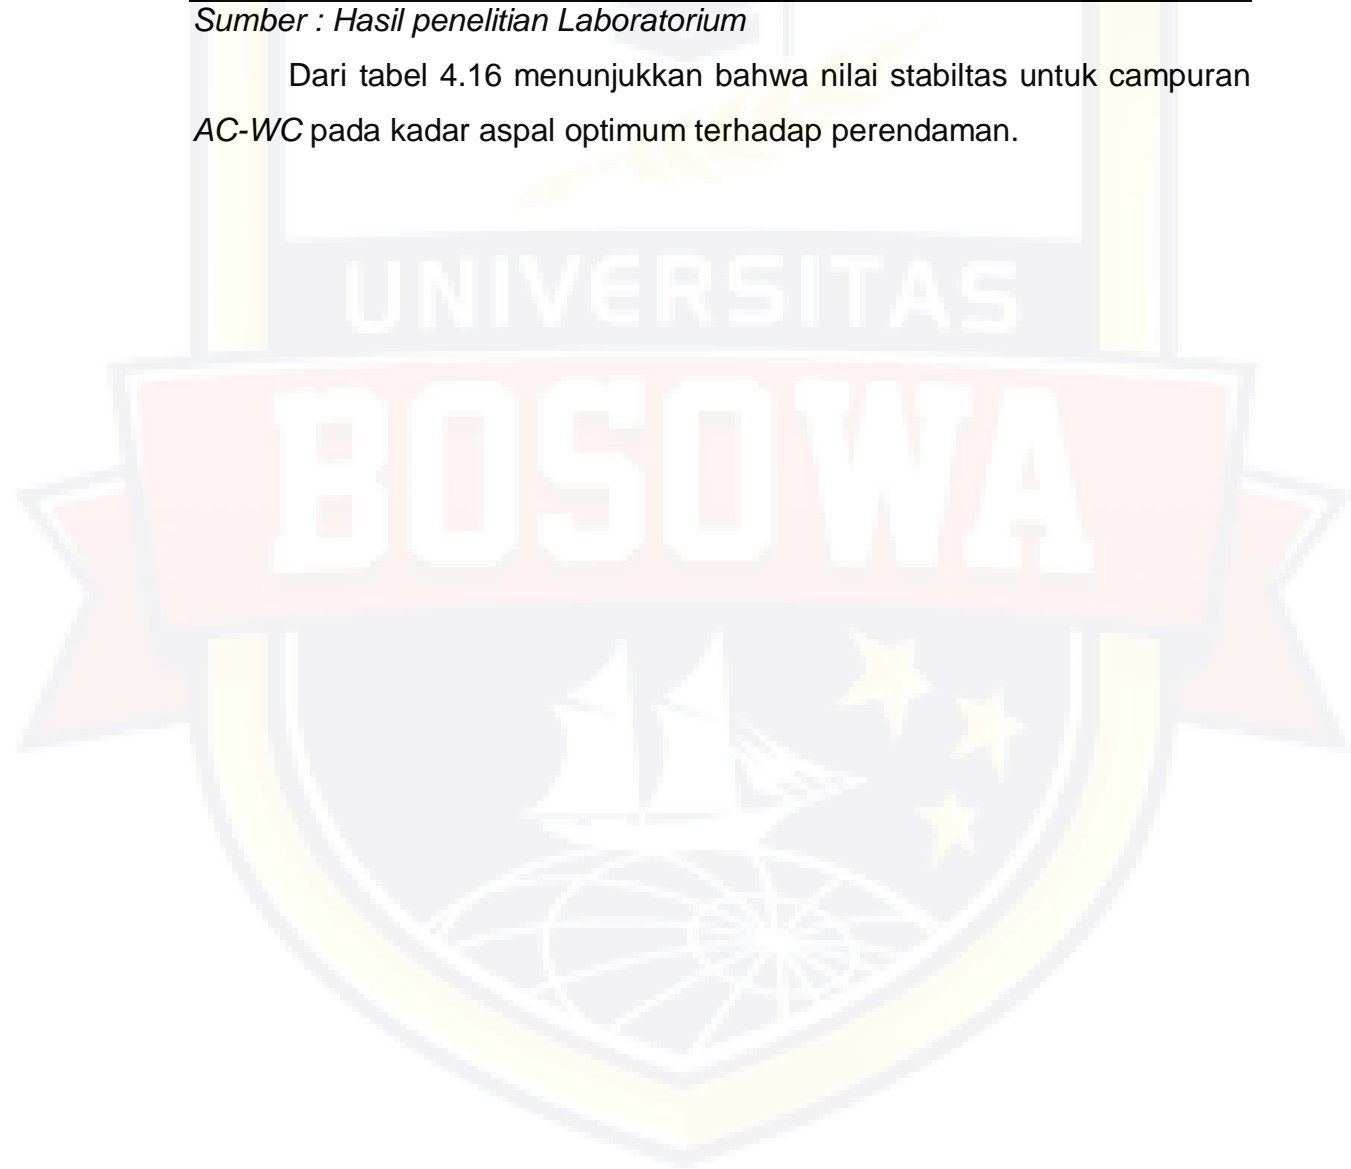 Sumber : Hasil penelitian Laboratorium
Dari tabel 4.16 menunjukkan bahwa nilai stabiltas untuk campuran
AC-WC pada kadar aspal optimum terhadap perendaman.
UNIVERSITAS
BOSOWA